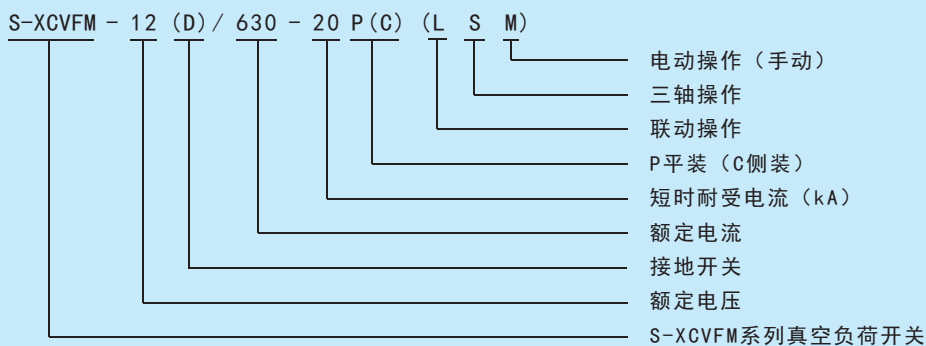 S-XCVFM - 12 (D)/ 630 - 20 P(C) (L S M)
电动操作（手动）
三轴操作
联动操作
P平装（C侧装）
短时耐受电流（kA）
额定电流
接地开关
额定电压
S-XCVFM系列真空负荷开关